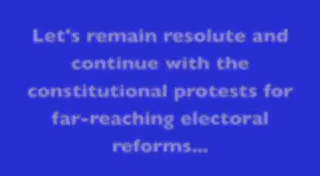 Let's remain resolute and
continue with the
constitutional protests for
far-reaching electoral
reforms...